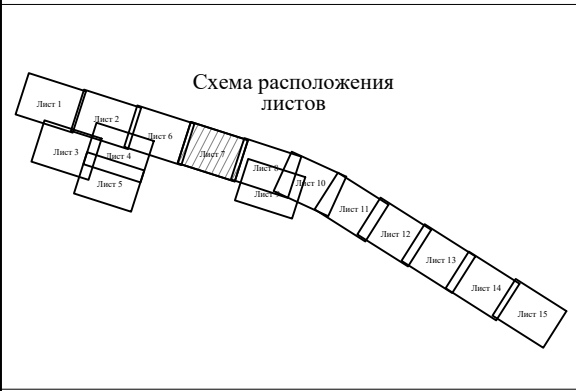 Схема расположения
листов
Лист 1
Лист 2
Лист 3
Лист 4
Лист 5
Лист 6
Лист 7
Лист 8
Лист 10
Лист 11
Лист 12
Лист 13
Лист 14
Лист 15